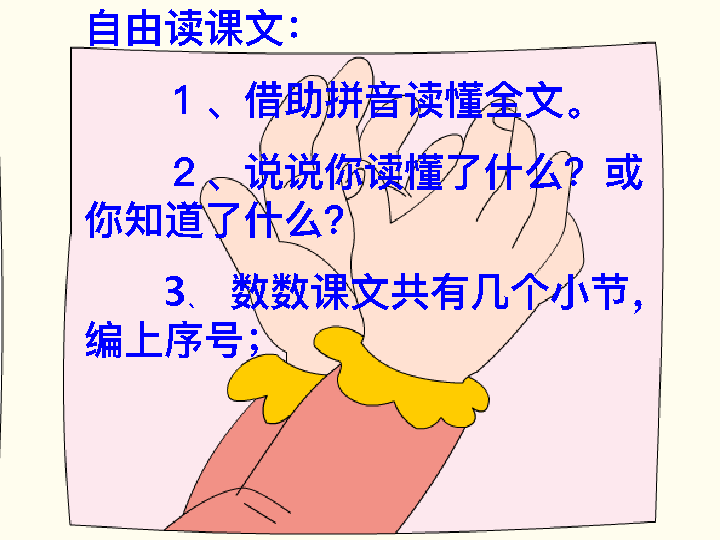 自由读课文：
１、借助拼音读懂全文。
２、说说你读懂了什么？或
你知道了什么？
3、 数数课文共有几个小节，
编上序号；